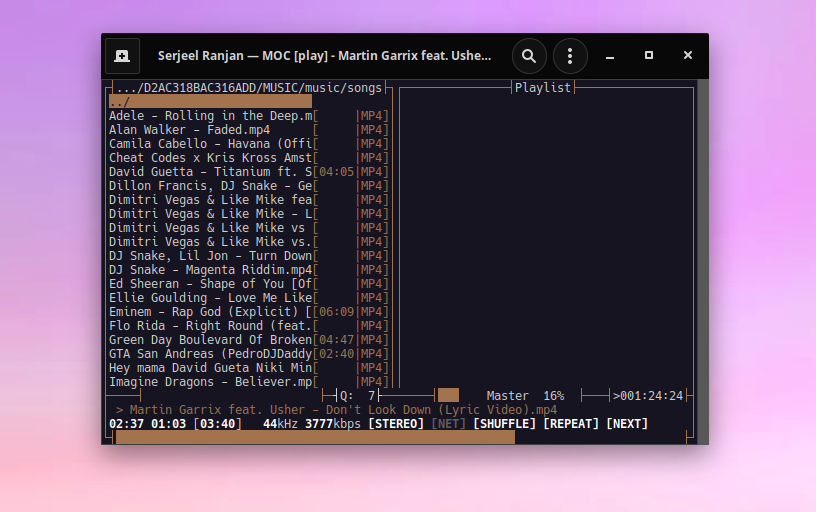 Serjeel Ranjan — MOC [play] - Martin Garrix feat. Ushe...
.../D2AC318BAC316ADD/MUSIC/music/songs
Playlist
../
Adele - Rolling in the Deep.m[ |MP4]
Alan Walker - Faded.mp4 [ |MP4]
Camila Cabello - Havana (Offi[ |MP4]
Cheat Codes x Kris Kross Amst[ |MP4]
David Guetta - Titanium ft. S[04:05|MP4]
Dillon Francis, DJ Snake - Ge[ |MP4]
Dimitri Vegas & Like Mike fea[ |MP4]
Dimitri Vegas & Like Mike - L[ |MP4]
Dimitri Vegas & Like Mike vs [ |MP4]
Dimitri Vegas & Like Mike vs.[ |MP4]
DJ Snake, Lil Jon - Turn Down[ |MP4]
DJ Snake - Magenta Riddim.mp4[ |MP4]
Ed Sheeran - Shape of You [Of[ |MP4]
Ellie Goulding - Love Me Like[ |MP4]
Eminem - Rap God (Explicit) [[06:09|MP4]
Flo Rida - Right Round (feat.[ |MP4]
Green Day Boulevard Of Broken[04:47|MP4]
GTA San Andreas (PedroDJDaddy[02:40|MP4]
Hey mama David Gueta Niki Min[ |MP4]
Imagine Dragons - Believer.mp[ |MP4]
Q: 7 Master 16% >001:24:24
> Martin Garrix feat. Usher - Don't Look Down (Lyric Video).mp4
02:37 01:03 [03:40] 44kHz 3777kbps [STEREO] [NET] [SHUFFLE] [REPEAT] [NEXT]